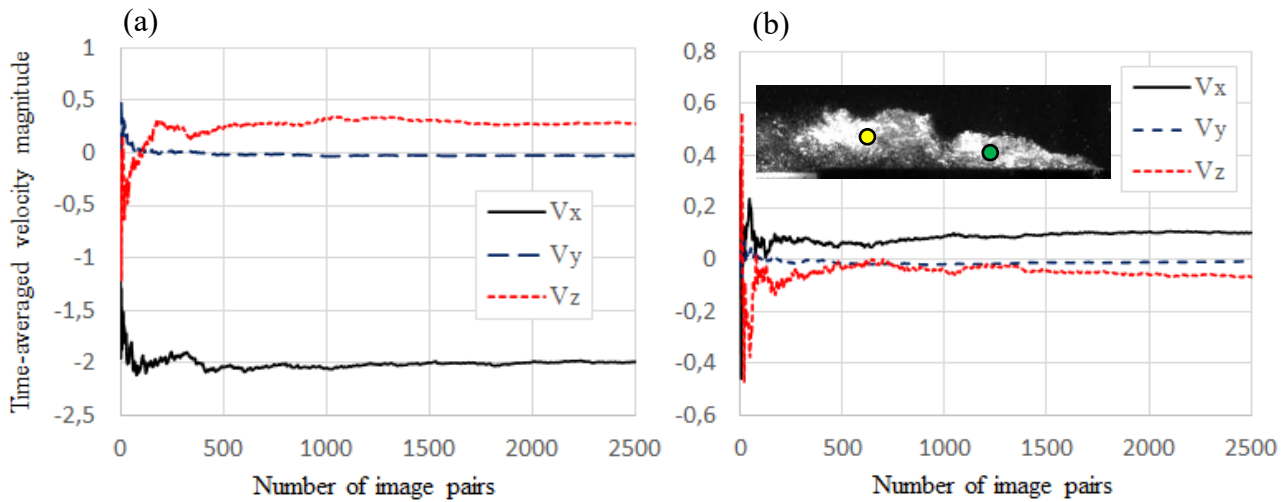 (a)
Time-averaged velocity magnitude
1
0,5
0
-0,5
-1
-1,5
-2
-2,5
Vx
Vy
Vz
0 500 1000 1500 2000 2500
Number of image pairs
(b)
0,8
0,6
0,4
0,2
0
-0,2
-0,4
-0,6
Vx
Vy
Vz
0 500 1000 1500 2000 2500
Number of image pairs